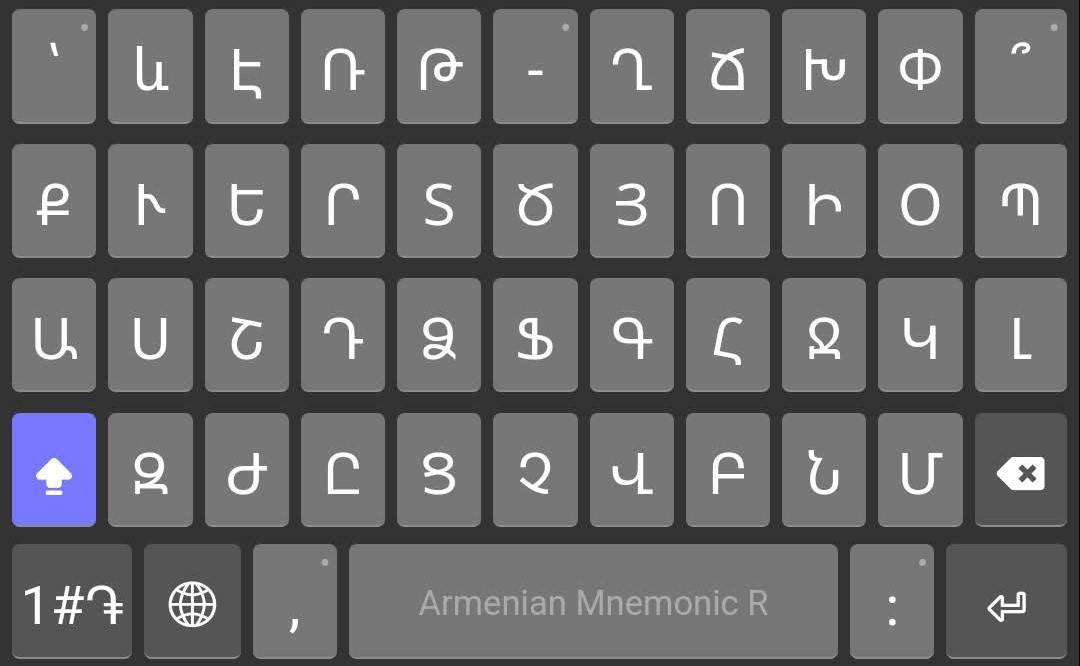 ՝ և Է Ռ Թ - Ղ Ճ Խ Փ ՞
Ք Ւ Ե Ր Տ Ծ Յ Ո Ի Օ Պ
Ա Ս Շ Դ Ձ Ֆ Գ Հ Ջ Կ Լ
Զ Ժ Ը Ց Չ Վ Բ Ն Մ
1#֏ , Armenian Mnemonic R :